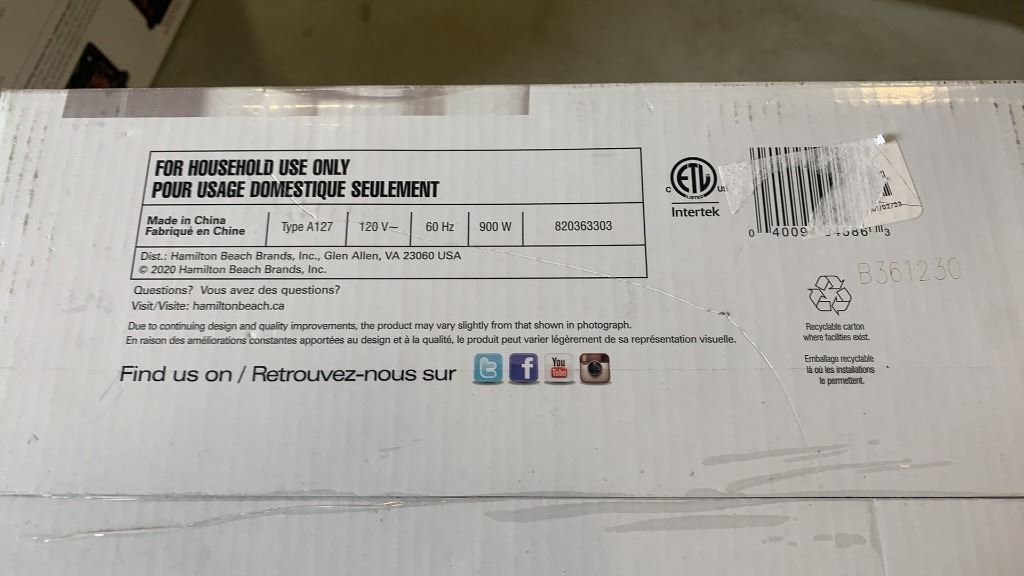 FOR HOUSEHOLD USE ONLY
POUR USAGE DOMESTIQUE SEULEMENT
Made in China
Fabriqué en Chine
Type A127
120 V~
60 Hz
900 W
820363303
Dist.: Hamilton Beach Brands, Inc., Glen Allen, VA 23060 USA
© 2020 Hamilton Beach Brands, Inc.
Questions? Vous avez des questions?
Visit/Visite: hamiltonbeach.ca
Due to continuing design and quality improvements, the product may vary slightly from that shown in photograph.
En raison des améliorations constantes apportées au design et à la qualité, le produit peut varier légèrement de sa représentation visuelle.
Find us on / Retrouvez-nous sur
You
Tube
C ETL US
LISTED
Intertek
B361230
Recyclable carton
where facilities exist.
Emballage recyclable
là où les installations
le permettent.